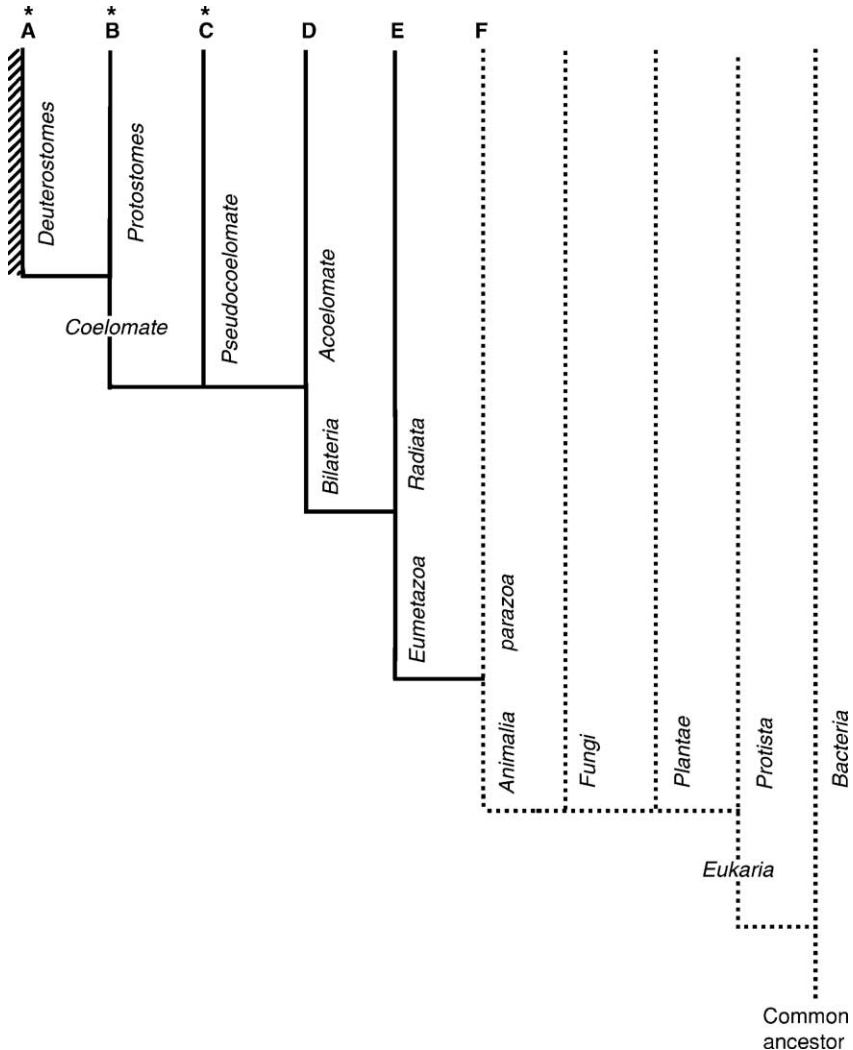 * * *
A B C D E F
Deuterostomes
Protostomes
Coelomate
Pseudocoelomate
Acoelomate
Bilateria
Radiata
Eumetazoa
parazoa
Animalia
Fungi
Plantae
Protista
Bacteria
Eukaria
Common
ancestor